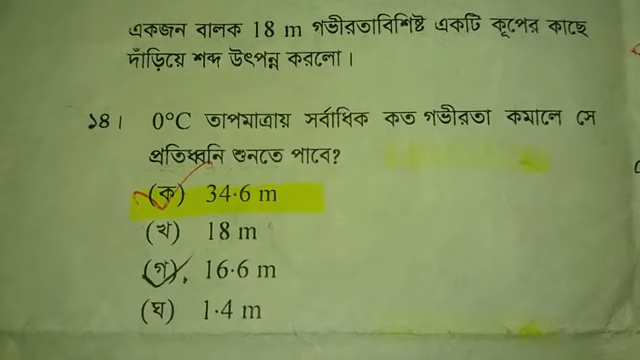 একজন বালক 18 m গভীরতাবিশিষ্ট একটি কূপের কাছে
দাঁড়িয়ে শব্দ উৎপন্ন করলো।
১৪। 0°C তাপমাত্রায় সর্বাধিক কত গভীরতা কমালে সে
প্রতিধ্বনি শুনতে পাবে?
(ক) 34·6 m
(খ) 18 m
(গ) 16·6 m
(ঘ) 1·4 m